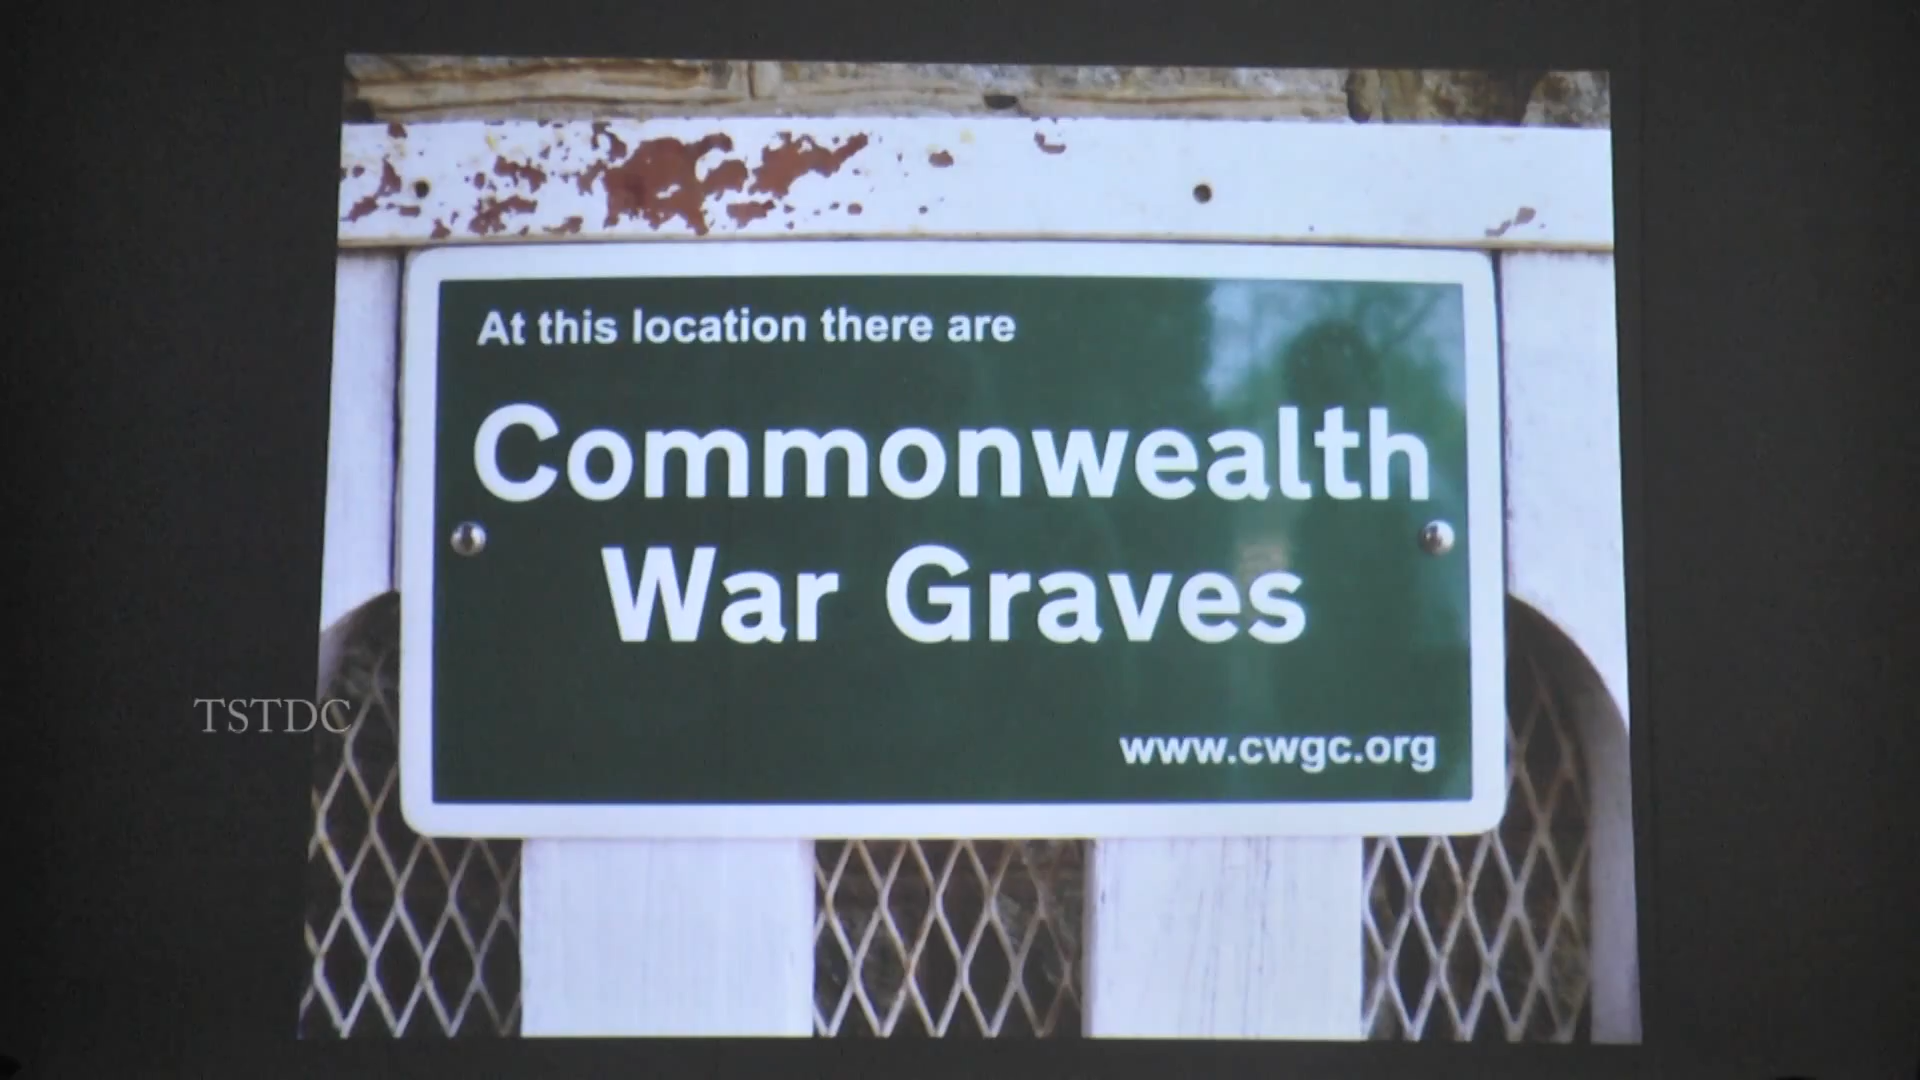 At this location there are
Commonwealth
War Graves
www.cwgc.org
TSTDC